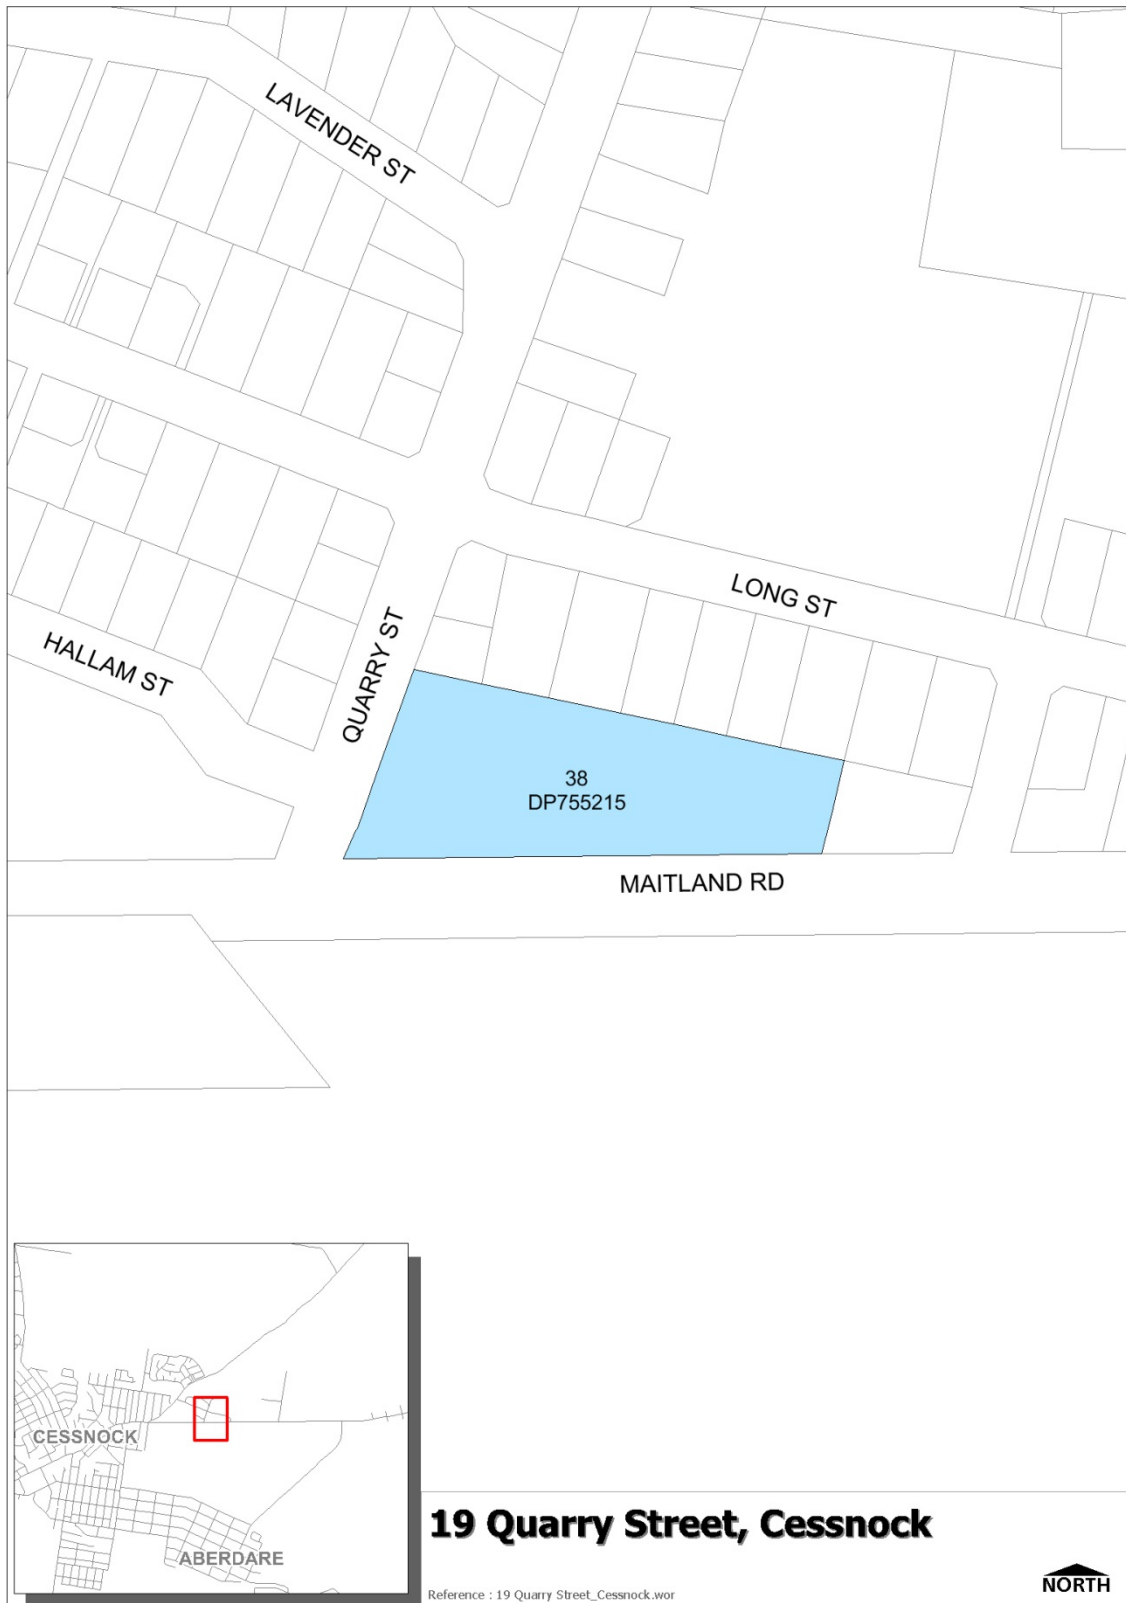 LAVENDER ST
LONG ST
QUARRY ST
HALLAM ST
38
DP755215
MAITLAND RD
CESSNOCK
ABERDARE
19 Quarry Street, Cessnock
Reference : 19 Quarry Street_Cessnock.wor
NORTH